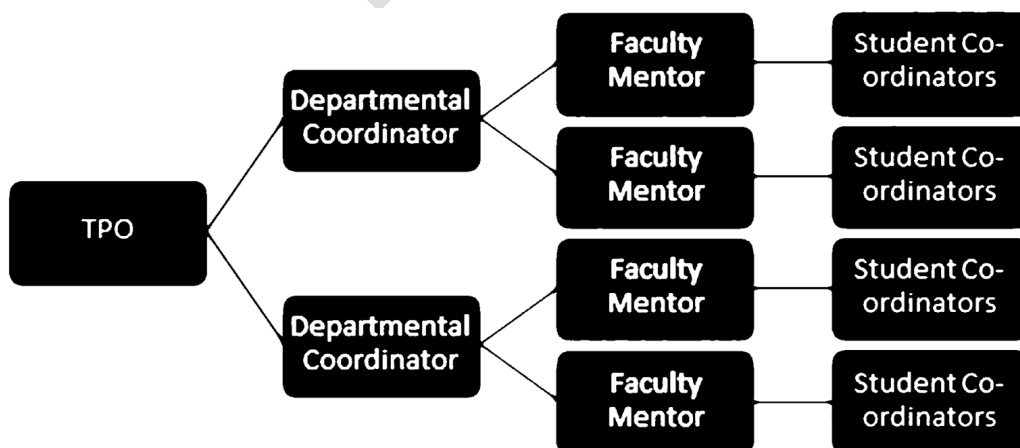 TPO
Departmental
Coordinator
Departmental
Coordinator
Faculty
Mentor
Faculty
Mentor
Faculty
Mentor
Faculty
Mentor
Student Co-
ordinators
Student Co-
ordinators
Student Co-
ordinators
Student Co-
ordinators